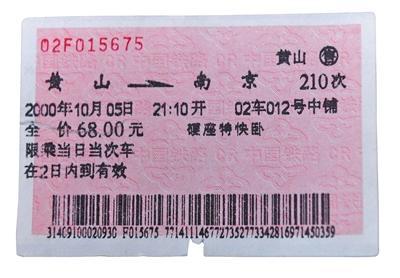 02F015675
黄山 售
黄山 南京 210次
2000年10月05日 21:10开 02车012号中铺
全价68.00元 硬座特快卧
限乘当日当次车
在2日内到有效